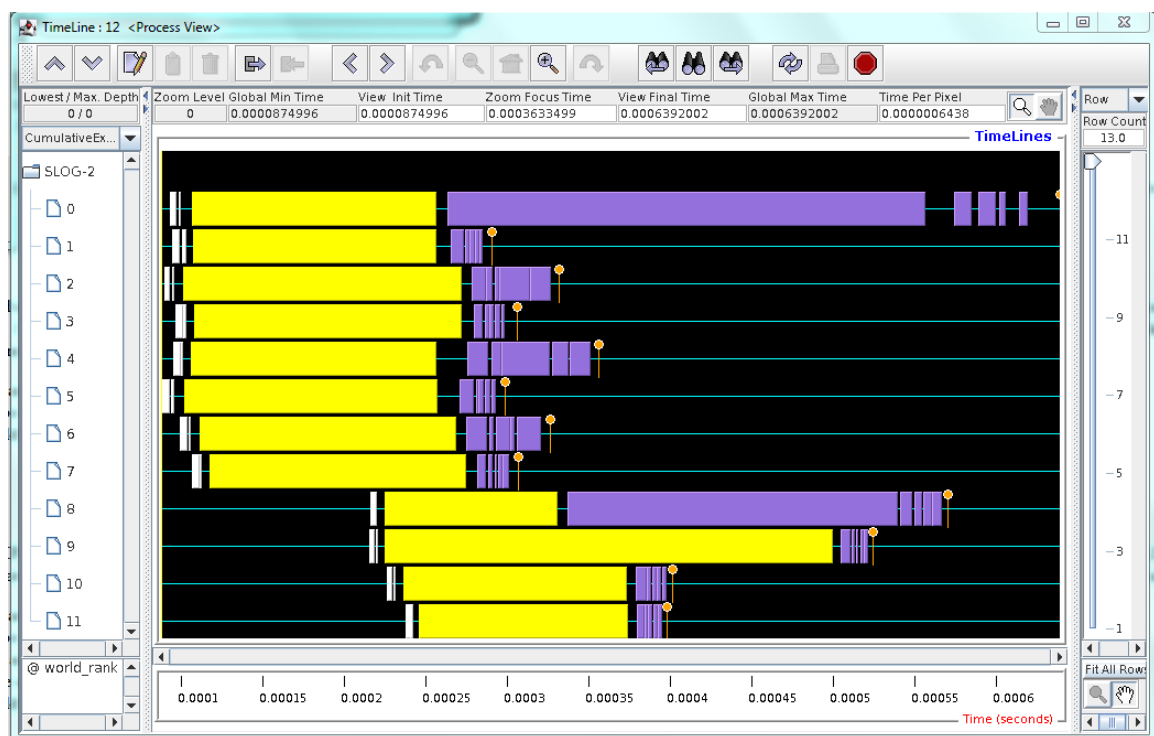 TimeLine : 12 <Process View>
Lowest / Max. Depth
0 / 0
Zoom Level Global Min Time View Init Time Zoom Focus Time View Final Time Global Max Time Time Per Pixel
0 0.0000874996 0.0000874996 0.0003633499 0.0006392002 0.0006392002 0.0000006438
Row
Row Count
13.0
CumulativeEx...
TimeLines
SLOG-2
0
1
2
3
4
5
6
7
8
9
10
11
11
9
7
5
3
1
@ world_rank
0.0001 0.00015 0.0002 0.00025 0.0003 0.00035 0.0004 0.00045 0.0005 0.00055 0.0006
Time (seconds)
Fit All Rows